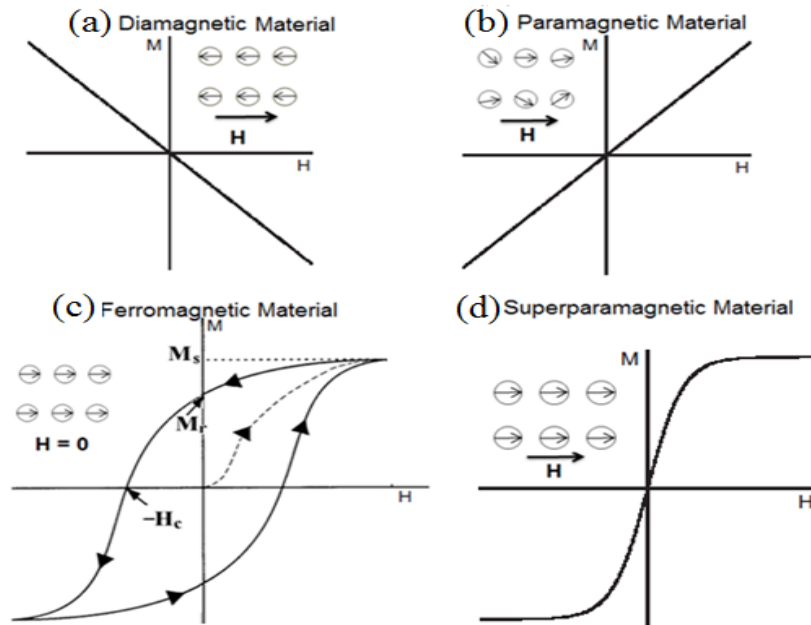 (a) Diamagnetic Material
M
H
H
(b) Paramagnetic Material
M
H
H
(c) Ferromagnetic Material
M
Ms
Mr
H = 0
H
−Hc
(d) Superparamagnetic Material
M
H
H